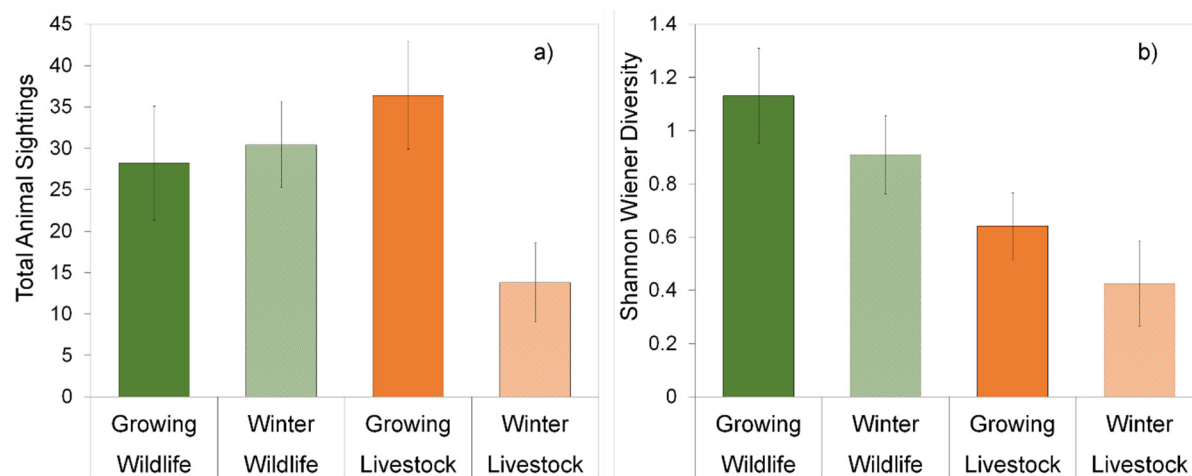 a)
Total Animal Sightings
45
40
35
30
25
20
15
10
5
0
Growing Winter Growing Winter
Wildlife Wildlife Livestock Livestock
b)
Shannon Wiener Diversity
1.4
1.2
1
0.8
0.6
0.4
0.2
0
Growing Winter Growing Winter
Wildlife Wildlife Livestock Livestock